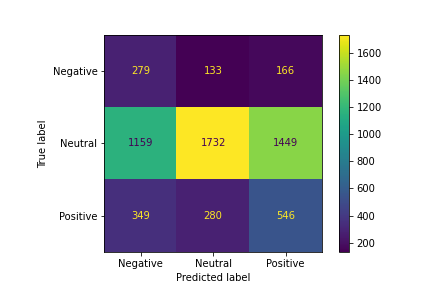 Negative 279 133 166
Neutral 1159 1732 1449
Positive 349 280 546
Negative Neutral Positive
Predicted label
True label
1600
1400
1200
1000
800
600
400
200